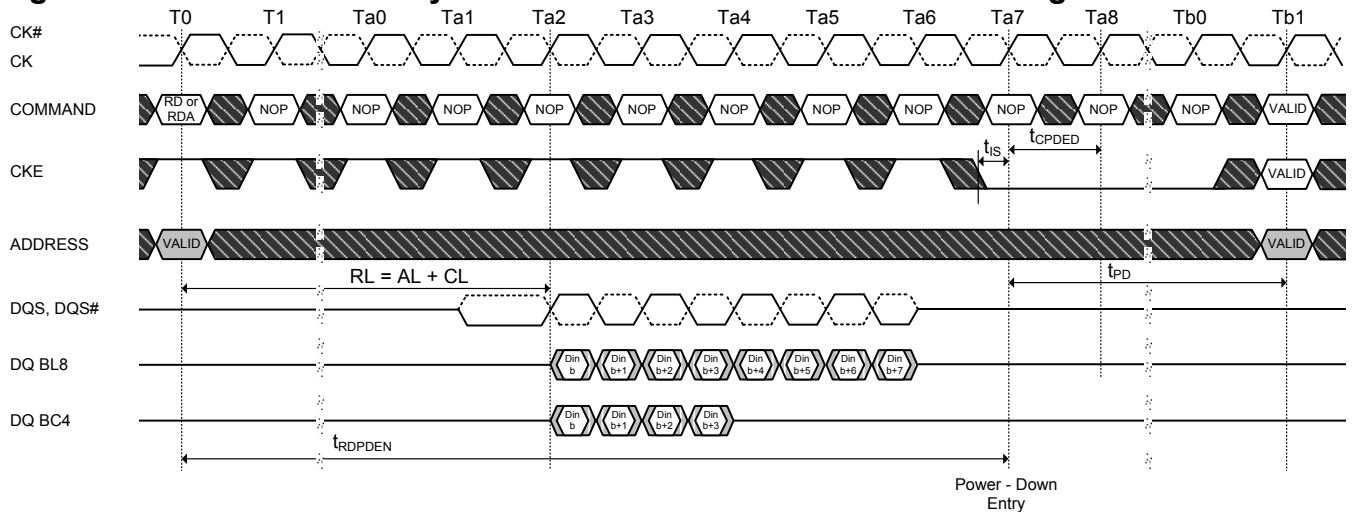 T0 T1 Ta0 Ta1 Ta2 Ta3 Ta4 Ta5 Ta6 Ta7 Ta8 Tb0 Tb1
CK#
CK
COMMAND RD or RDA NOP NOP NOP NOP NOP NOP NOP NOP NOP NOP NOP VALID
tIS tCPDED
CKE VALID
ADDRESS VALID VALID
RL = AL + CL tPD
DQS, DQS#
DQ BL8 Din b Din b+1 Din b+2 Din b+3 Din b+4 Din b+5 Din b+6 Din b+7
DQ BC4 Din b Din b+1 Din b+2 Din b+3
tRDPDEN
Power - Down
Entry